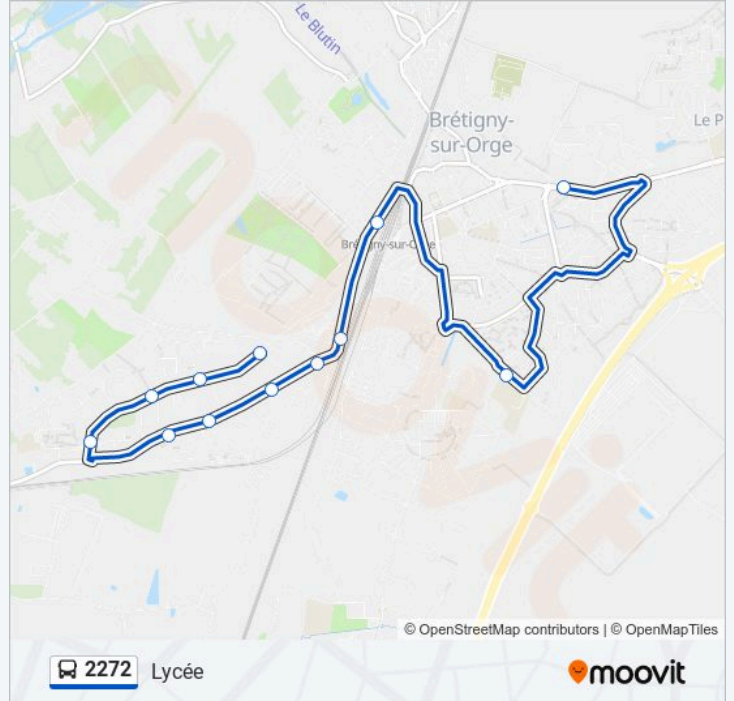 Le Blutin
Brétigny-
sur-Orge
Le P
Brétigny-sur-Orge
© OpenStreetMap contributors | © OpenMapTiles
2272 Lycée
moovit